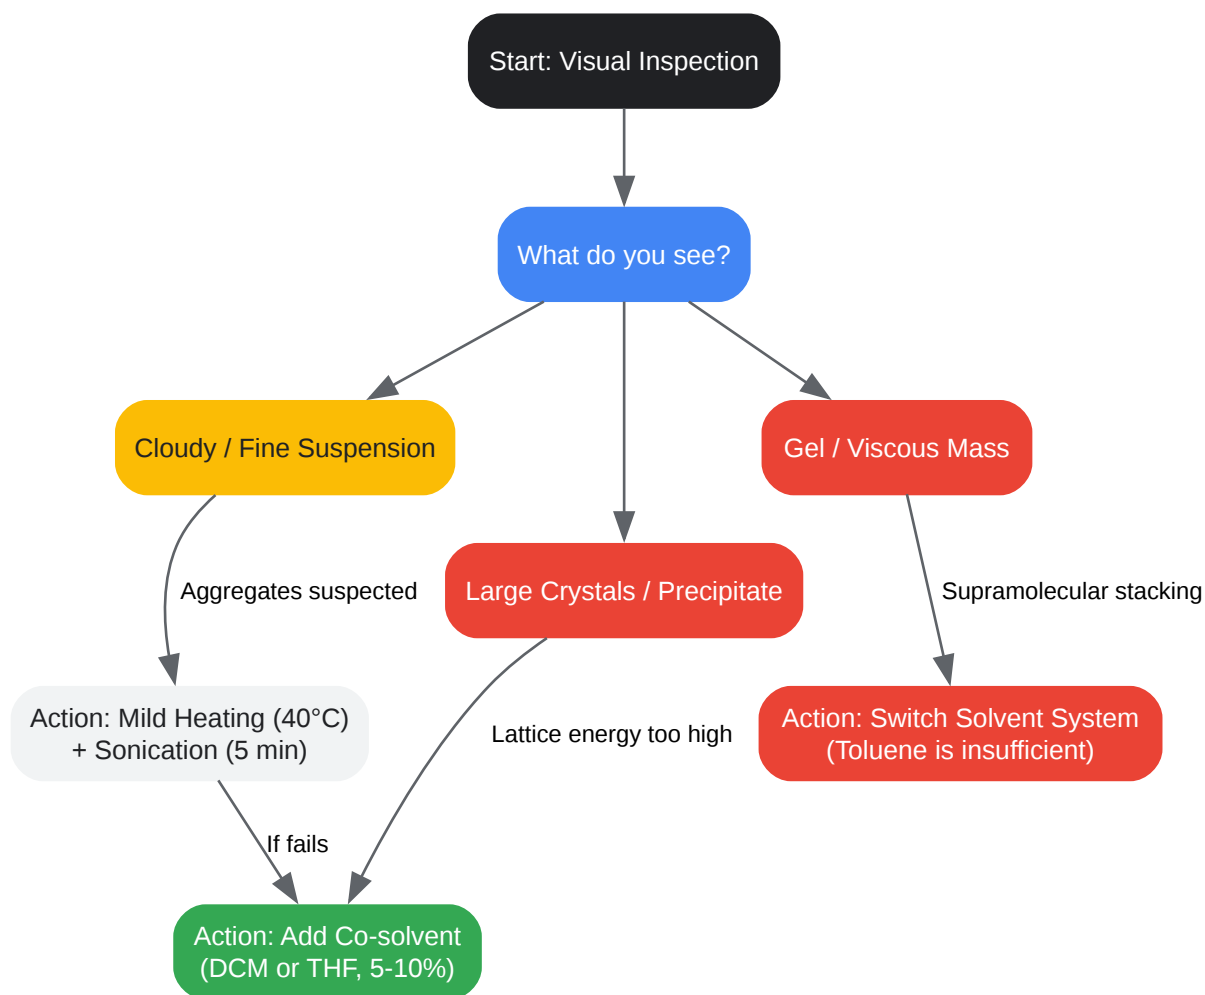 Start: Visual Inspection
What do you see?
Cloudy / Fine Suspension
Gel / Viscous Mass
Aggregates suspected
Large Crystals / Precipitate
Supramolecular stacking
Action: Mild Heating (40°C)
+ Sonication (5 min)
Lattice energy too high
Action: Switch Solvent System
(Toluene is insufficient)
If fails
Action: Add Co-solvent
(DCM or THF, 5-10%)